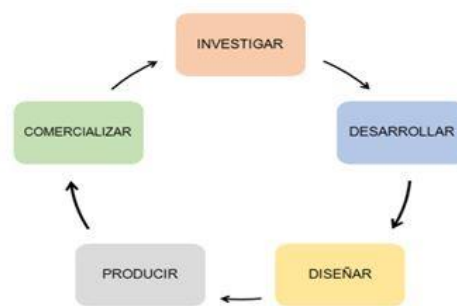 INVESTIGAR
DESARROLLAR
DISEÑAR
PRODUCIR
COMERCIALIZAR